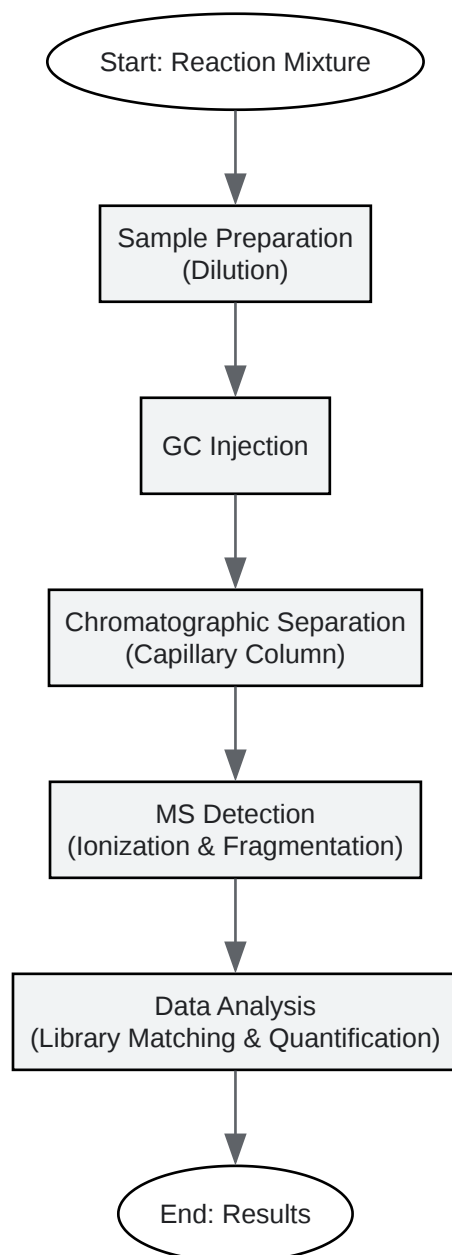 Start: Reaction Mixture
Sample Preparation
(Dilution)
GC Injection
Chromatographic Separation
(Capillary Column)
MS Detection
(Ionization & Fragmentation)
Data Analysis
(Library Matching & Quantification)
End: Results